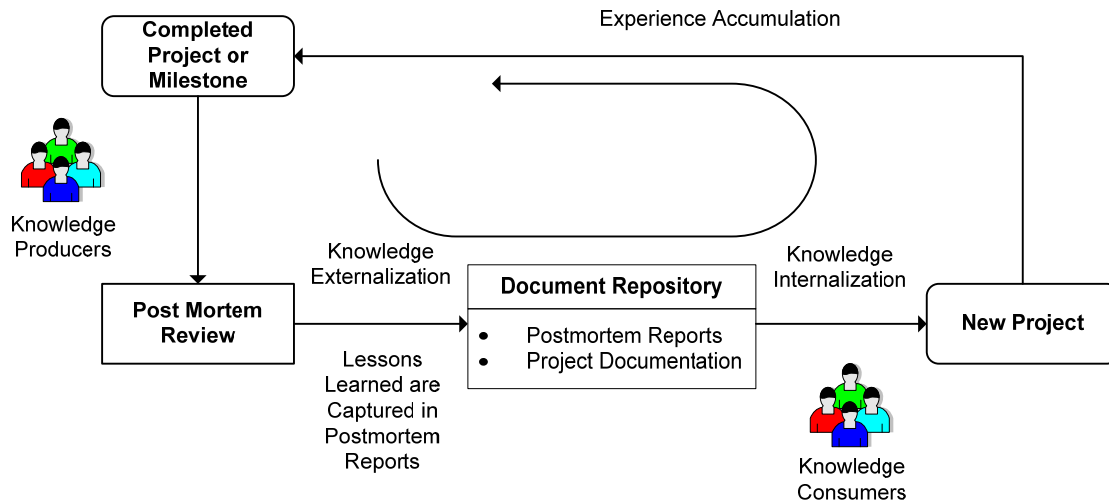 Experience Accumulation
Completed
Project or
Milestone
Knowledge
Producers
Knowledge
Externalization
Knowledge
Internalization
Post Mortem
Review
Document Repository
• Postmortem Reports
• Project Documentation
New Project
Lessons
Learned are
Captured in
Postmortem
Reports
Knowledge
Consumers